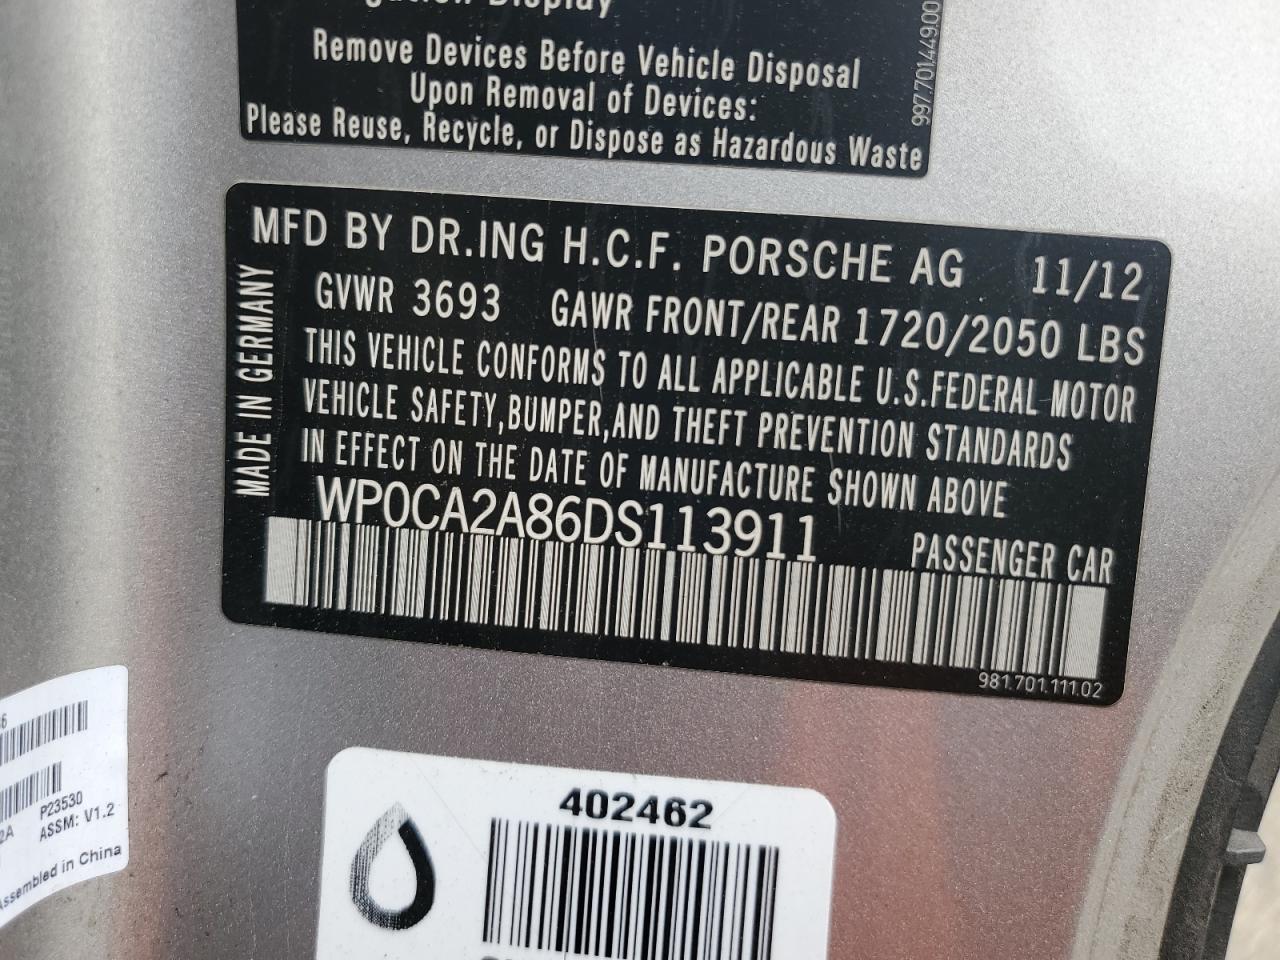 Display
Remove Devices Before Vehicle Disposal
Upon Removal of Devices:
Please Reuse, Recycle, or Dispose as Hazardous Waste
997.701.449.00
MFD BY DR.ING H.C.F. PORSCHE AG 11/12
GVWR 3693 GAWR FRONT/REAR 1720/2050 LBS
THIS VEHICLE CONFORMS TO ALL APPLICABLE U.S.FEDERAL MOTOR
VEHICLE SAFETY,BUMPER,AND THEFT PREVENTION STANDARDS
IN EFFECT ON THE DATE OF MANUFACTURE SHOWN ABOVE
WP0CA2A86DS113911
PASSENGER CAR
MADE IN GERMANY
981.701.111.02
P23530
ASSM: V1.2
Assembled in China
402462